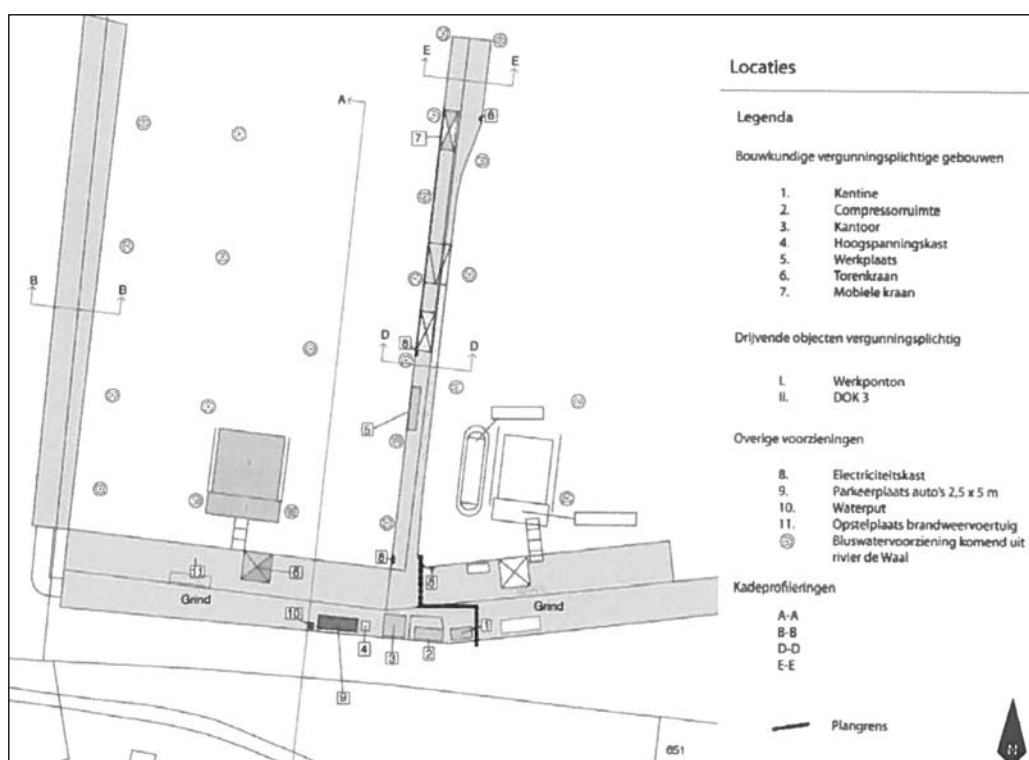 E
E
A
7
8
B
B
D
D
8
5
11
6
8
8
Grind
Grind
10
4
3
2
1
9
651
Locaties
Legenda
Bouwkundige vergunningsplichtige gebouwen
1. Kantine
2. Compressorruimte
3. Kantoor
4. Hoogspanningskast
5. Werkplaats
6. Torenkraan
7. Mobiele kraan
Drijvende objecten vergunningsplichtig
I. Werkponton
II. DOK 3
Overige voorzieningen
8. Electriciteitskast
9. Parkeerplaats auto's 2,5 x 5 m
10. Waterput
11. Opstelplaats brandweervoertuig
Bluswatervoorziening komend uit
rivier de Waal
Kadeprofileringen
A-A
B-B
D-D
E-E
Plangrens
N